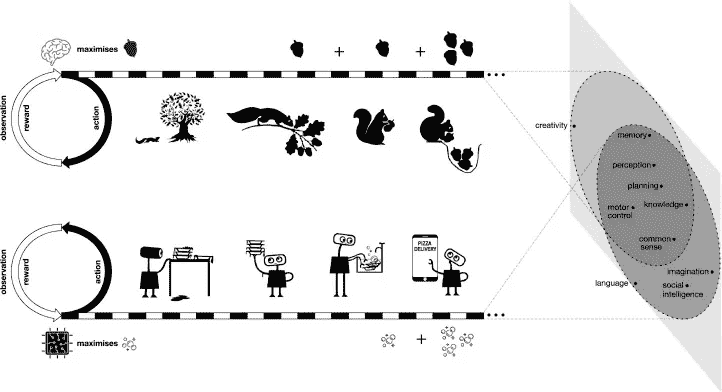 maximises
+
+
observation
reward
action
creativity
memory
perception
planning
motor
control
knowledge
common
sense
imagination
language
social
intelligence
observation
reward
action
PIZZA
DELIVERY
maximises
+